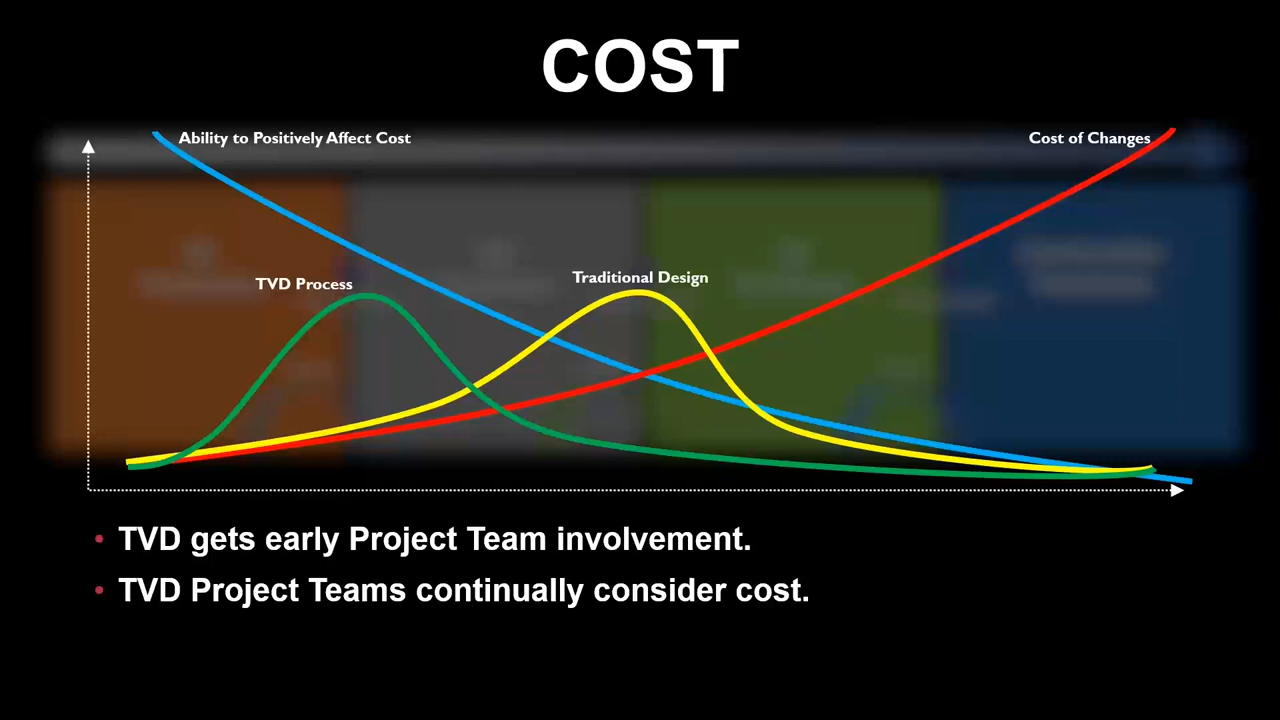 COST
Ability to Positively Affect Cost
Cost of Changes
TVD Process
Traditional Design
• TVD gets early Project Team involvement.
• TVD Project Teams continually consider cost.